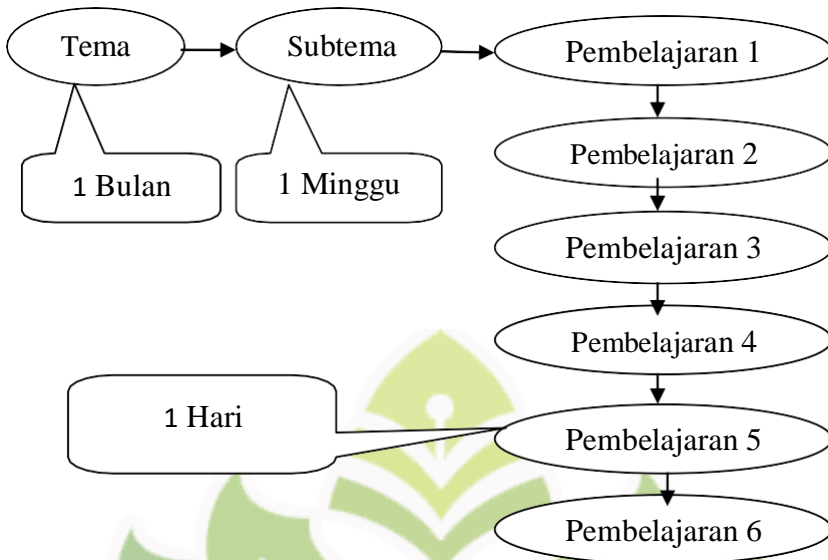 Tema
Subtema
Pembelajaran 1
Pembelajaran 2
1 Bulan
1 Minggu
Pembelajaran 3
Pembelajaran 4
1 Hari
Pembelajaran 5
Pembelajaran 6